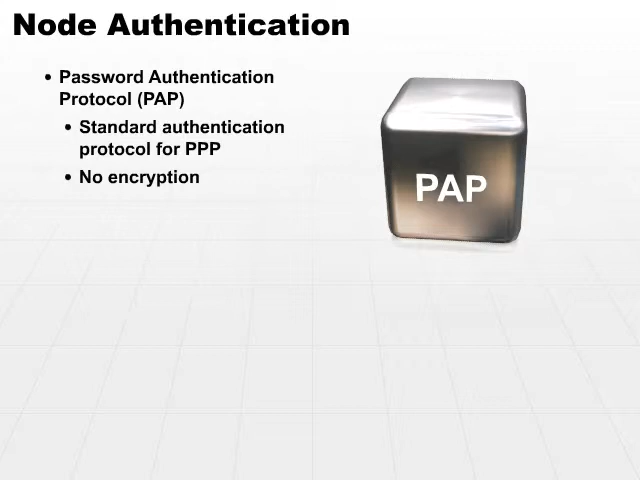 Node Authentication
• Password Authentication
Protocol (PAP)
• Standard authentication
protocol for PPP
• No encryption
PAP